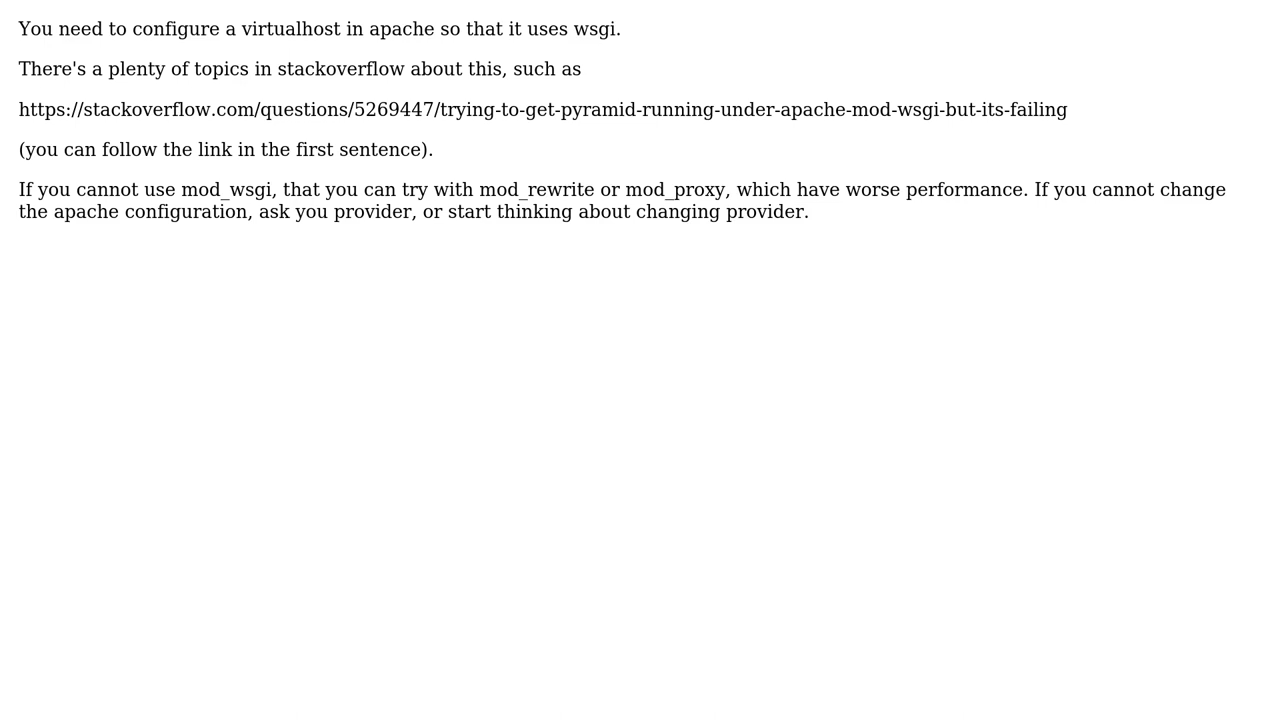 You need to configure a virtualhost in apache so that it uses wsgi.
There's a plenty of topics in stackoverflow about this, such as
https://stackoverflow.com/questions/5269447/trying-to-get-pyramid-running-under-apache-mod-wsgi-but-its-failing
(you can follow the link in the first sentence).
If you cannot use mod_wsgi, that you can try with mod_rewrite or mod_proxy, which have worse performance. If you cannot change
the apache configuration, ask you provider, or start thinking about changing provider.